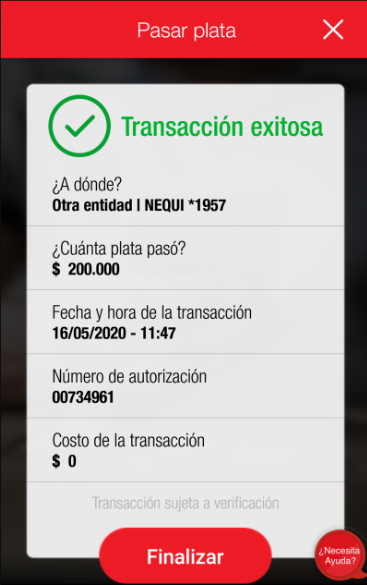 Pasar plata
Transacción exitosa
¿A dónde?
Otra entidad | NEQUI *1957
¿Cuánta plata pasó?
$ 200.000
Fecha y hora de la transacción
16/05/2020 - 11:47
Número de autorización
00734961
Costo de la transacción
$ 0
Transacción sujeta a verificación
Finalizar
¿Necesita
Ayuda?